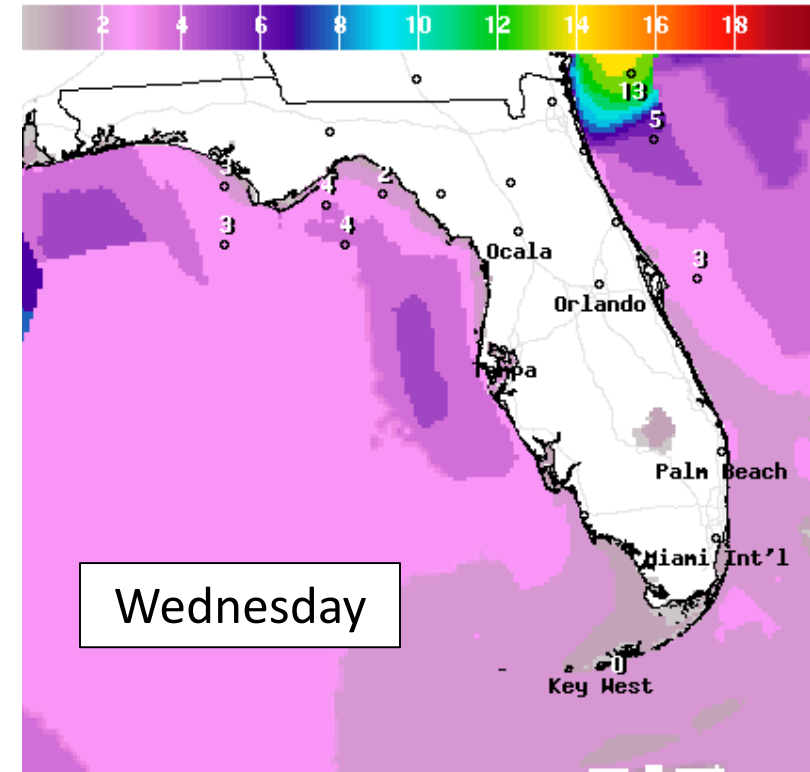 2 4 6 8 10 12 14 16 18
13
5
3
4
2
3
4
3
Ocala
Orlando
Tampa
Palm Beach
Miami Int'l
Wednesday
0
Key West